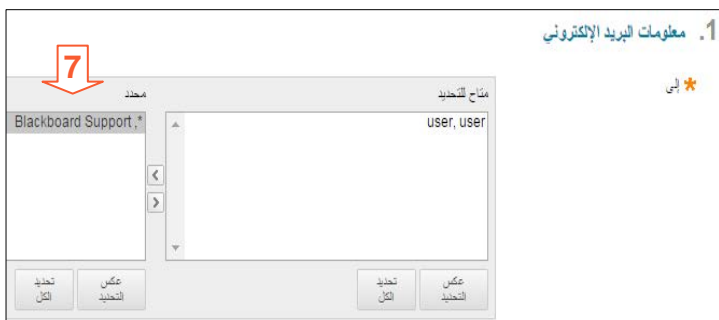 1. معلومات البريد الإلكتروني
* إلى
متاح للتحديد
user, user
عكس التحديد
تحديد الكل
7
محدد
Blackboard Support ,*
عكس التحديد
تحديد الكل